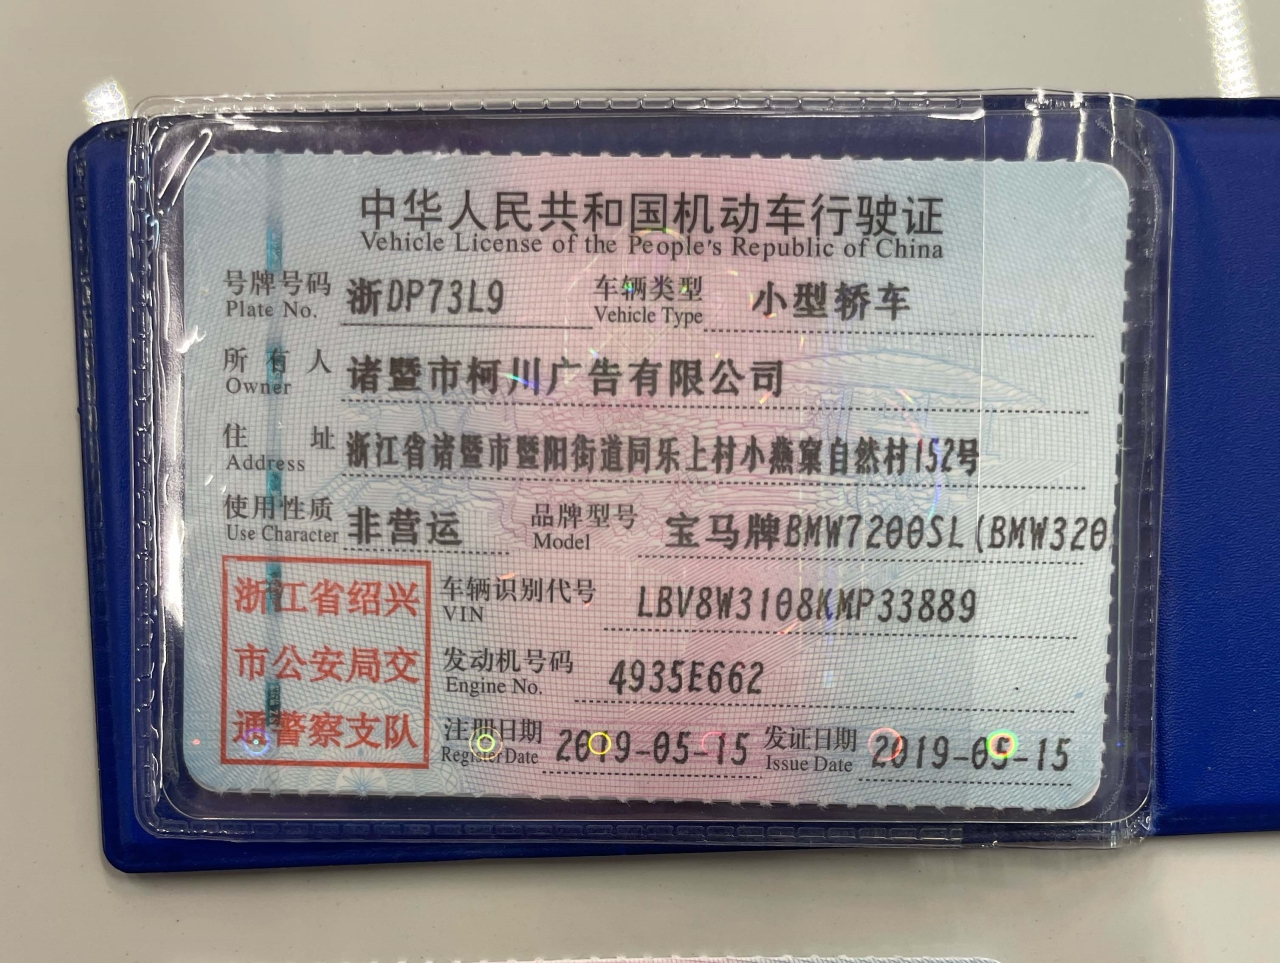 中华人民共和国机动车行驶证
Vehicle License of the People's Republic of China
号牌号码 浙DP73L9 车辆类型 小型轿车
Plate No. Vehicle Type
所有人 诸暨市柯川广告有限公司
Owner
住址 浙江省诸暨市暨阳街道同乐上村小燕窠自然村152号
Address
使用性质 非营运 品牌型号 宝马牌BMW7200SL(BMW320
Use Character Model
浙江省绍兴
市公安局交
通警察支队
车辆识别代号 LBV8W3108KMP33889
VIN
发动机号码 4935E662
Engine No.
注册日期 2019-05-15 发证日期 2019-05-15
Register Date Issue Date